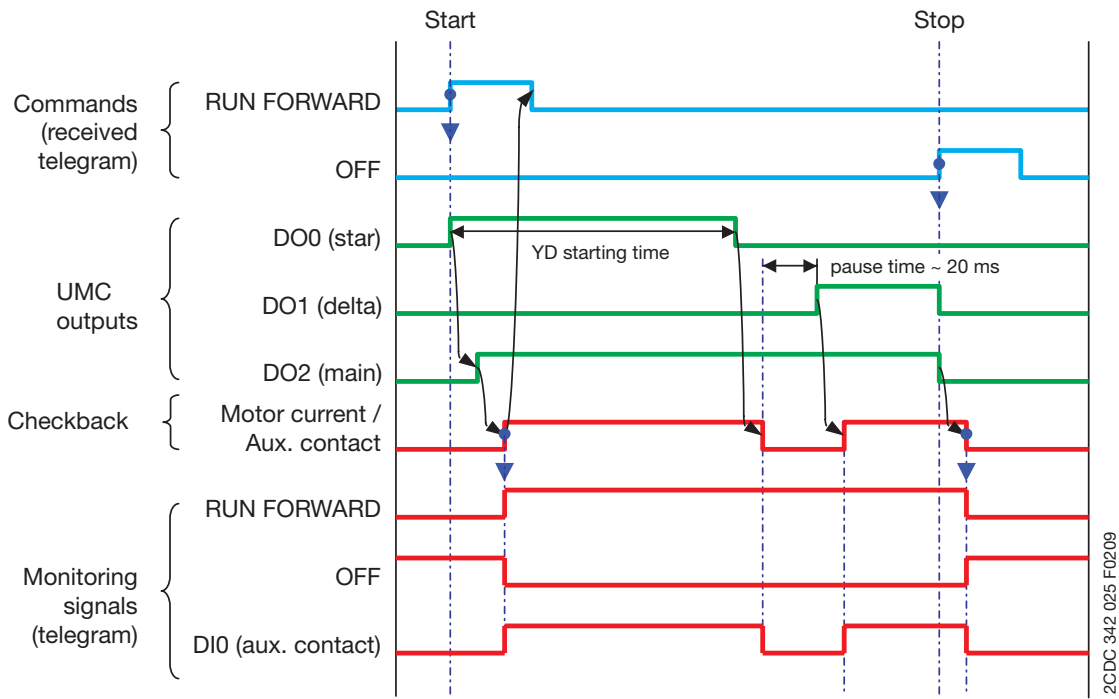 Start
Stop
Commands
(received
telegram)
RUN FORWARD
OFF
UMC
outputs
DO0 (star)
YD starting time
pause time ~ 20 ms
DO1 (delta)
DO2 (main)
Checkback
Motor current /
Aux. contact
Monitoring
signals
(telegram)
RUN FORWARD
OFF
DI0 (aux. contact)
2CDC 342 025 F0209